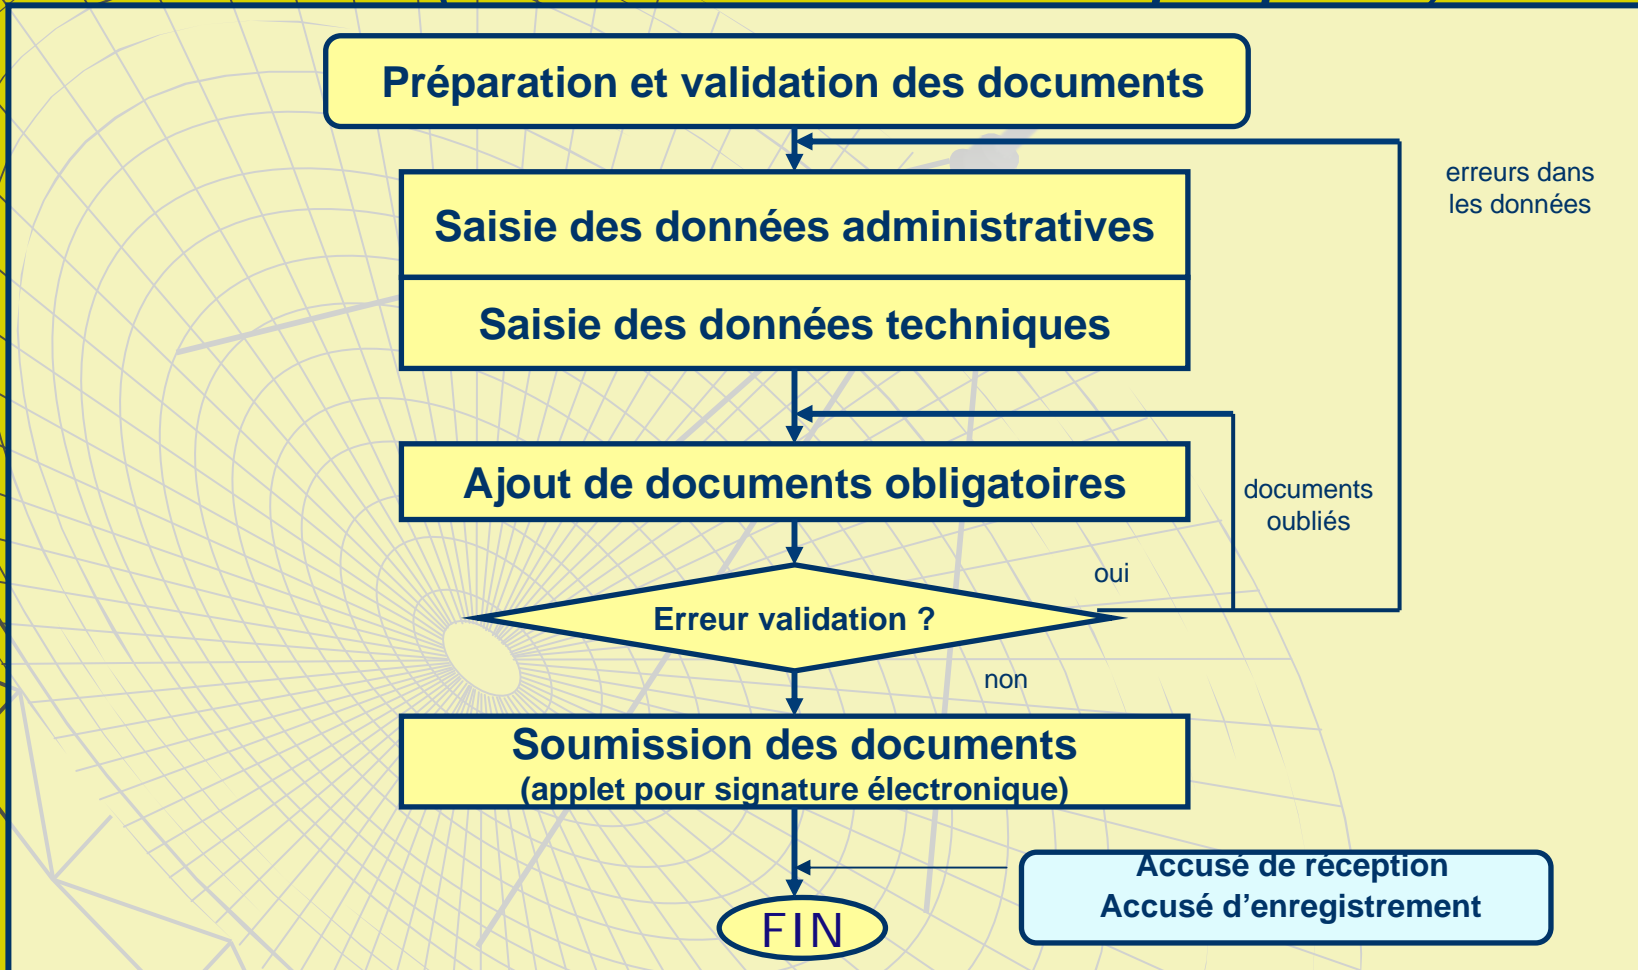 Préparation et validation des documents
erreurs dans
les données
Saisie des données administratives
Saisie des données techniques
Ajout de documents obligatoires
documents
oubliés
oui
Erreur validation ?
non
Soumission des documents
(applet pour signature électronique)
Accusé de réception
Accusé d’enregistrement
FIN